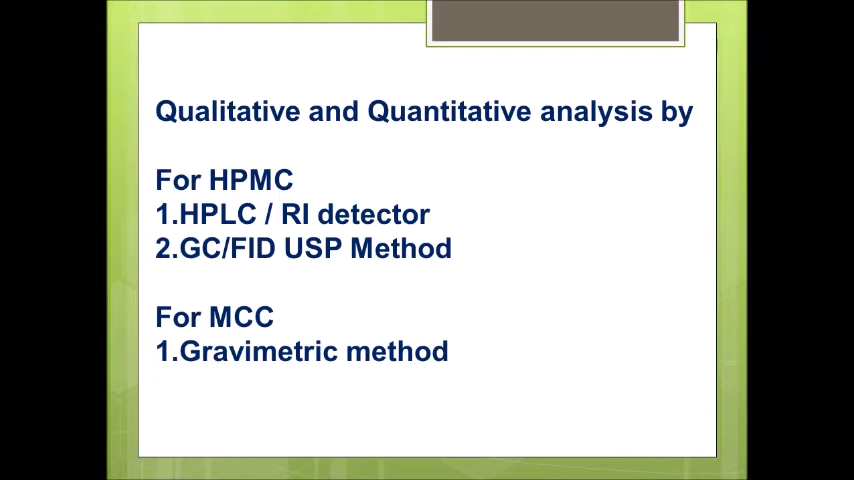 Qualitative and Quantitative analysis by
For HPMC
1.HPLC / RI detector
2.GC/FID USP Method
For MCC
1.Gravimetric method